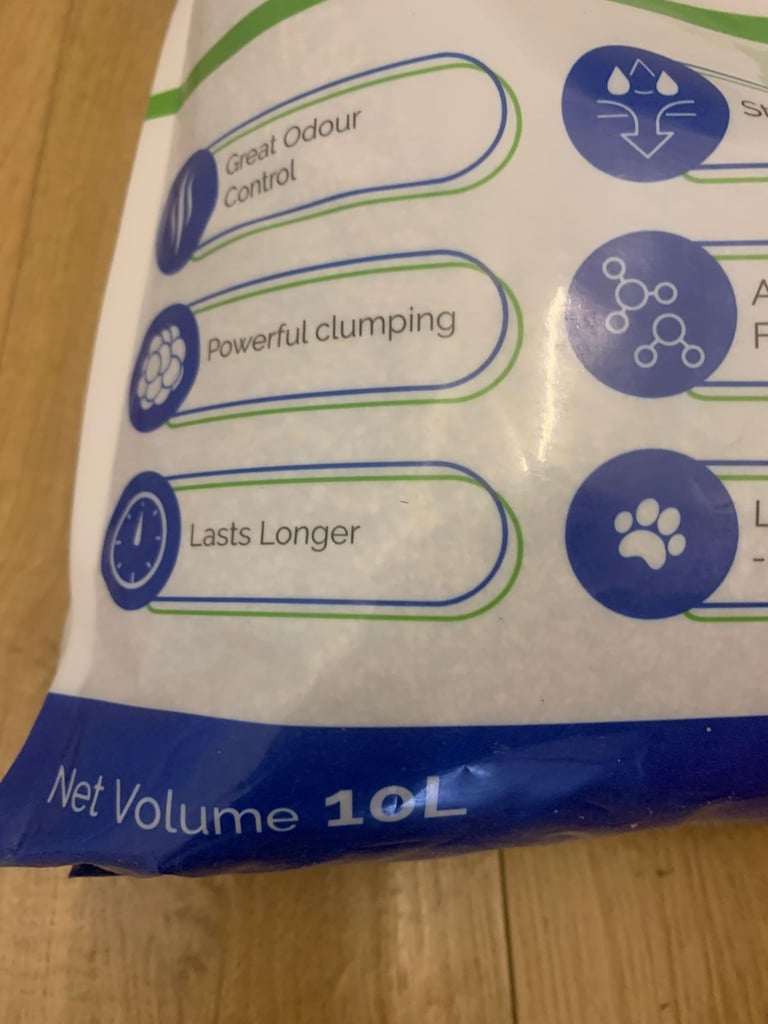 Great Odour
Control
Powerful clumping
Lasts Longer
Net Volume 10L